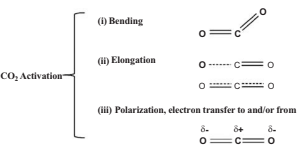 (i) Bending
O
O C
(ii) Elongation
O C O
CO2 Activation
O C O
(iii) Polarization, electron transfer to and/or from
δ- δ+ δ-
O C O